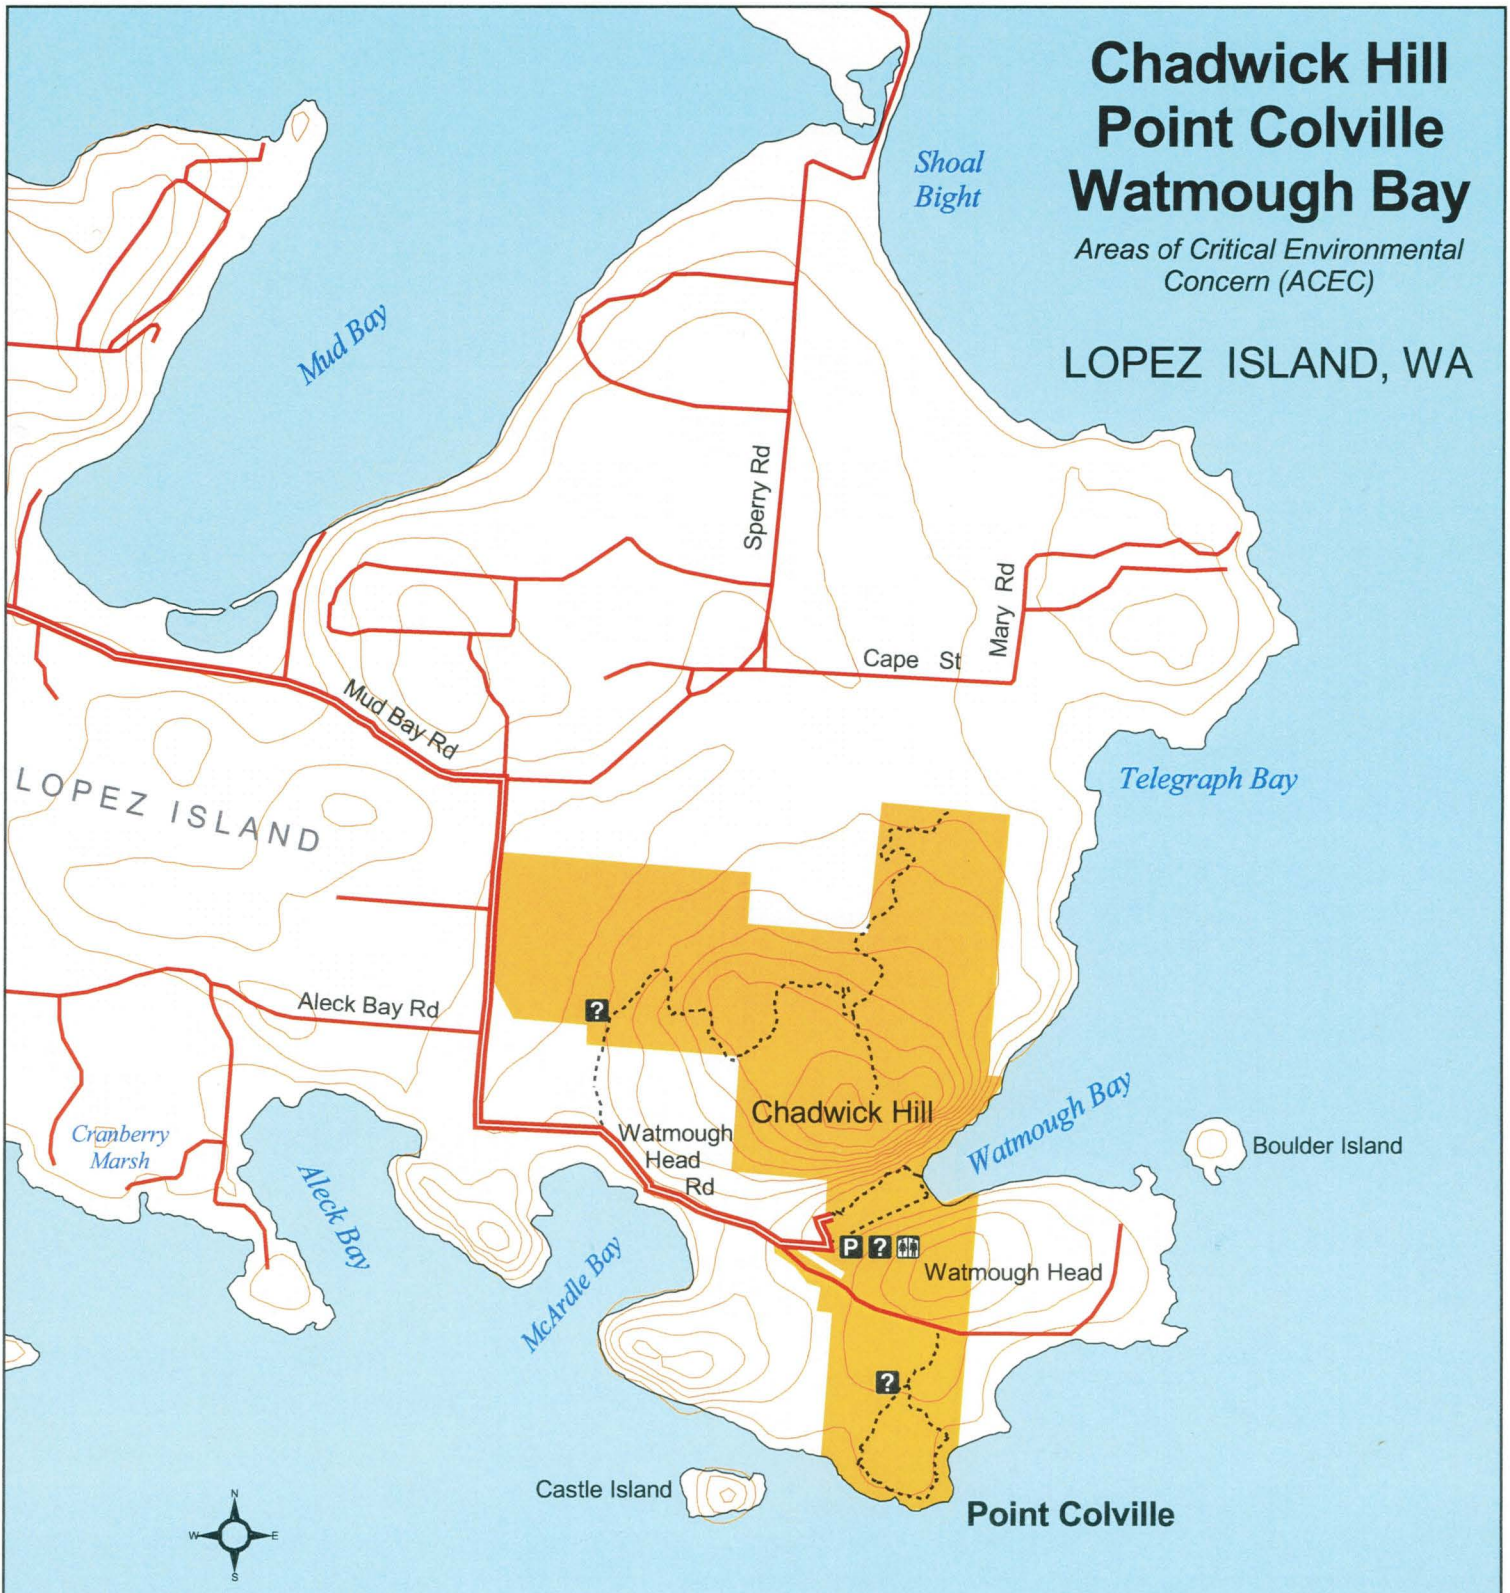 Chadwick Hill
Point Colville
Watmough Bay
Areas of Critical Environmental
Concern (ACEC)
LOPEZ ISLAND, WA
Shoal
Bight
Mud Bay
Sperry Rd
Mary Rd
Cape St
Mud Bay Rd
LOPEZ ISLAND
Telegraph Bay
Aleck Bay Rd
?
Chadwick Hill
Watmough Bay
Cranberry
Marsh
Watmough
Head
Rd
Boulder Island
Aleck Bay
McArdle Bay
P ?
Watmough Head
?
Castle Island
Point Colville
N
W E
S